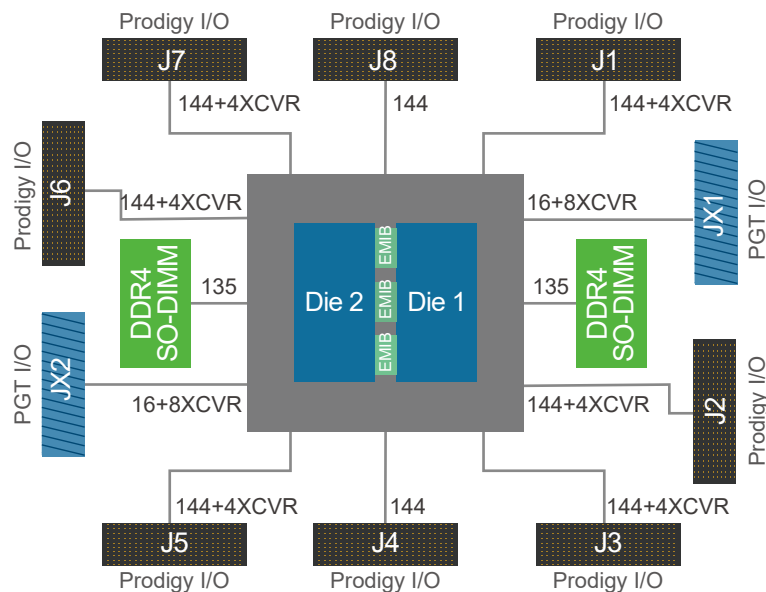 Prodigy I/O
Prodigy I/O
Prodigy I/O
J7
J8
J1
144+4XCVR
144
144+4XCVR
Prodigy I/O
J6
144+4XCVR
16+8XCVR
JX1
PGT I/O
DDR4
SO-DIMM
135
Die 2
EMIB
EMIB
EMIB
Die 1
135
DDR4
SO-DIMM
PGT I/O
JX2
16+8XCVR
144+4XCVR
J2
Prodigy I/O
144+4XCVR
144
144+4XCVR
J5
J4
J3
Prodigy I/O
Prodigy I/O
Prodigy I/O